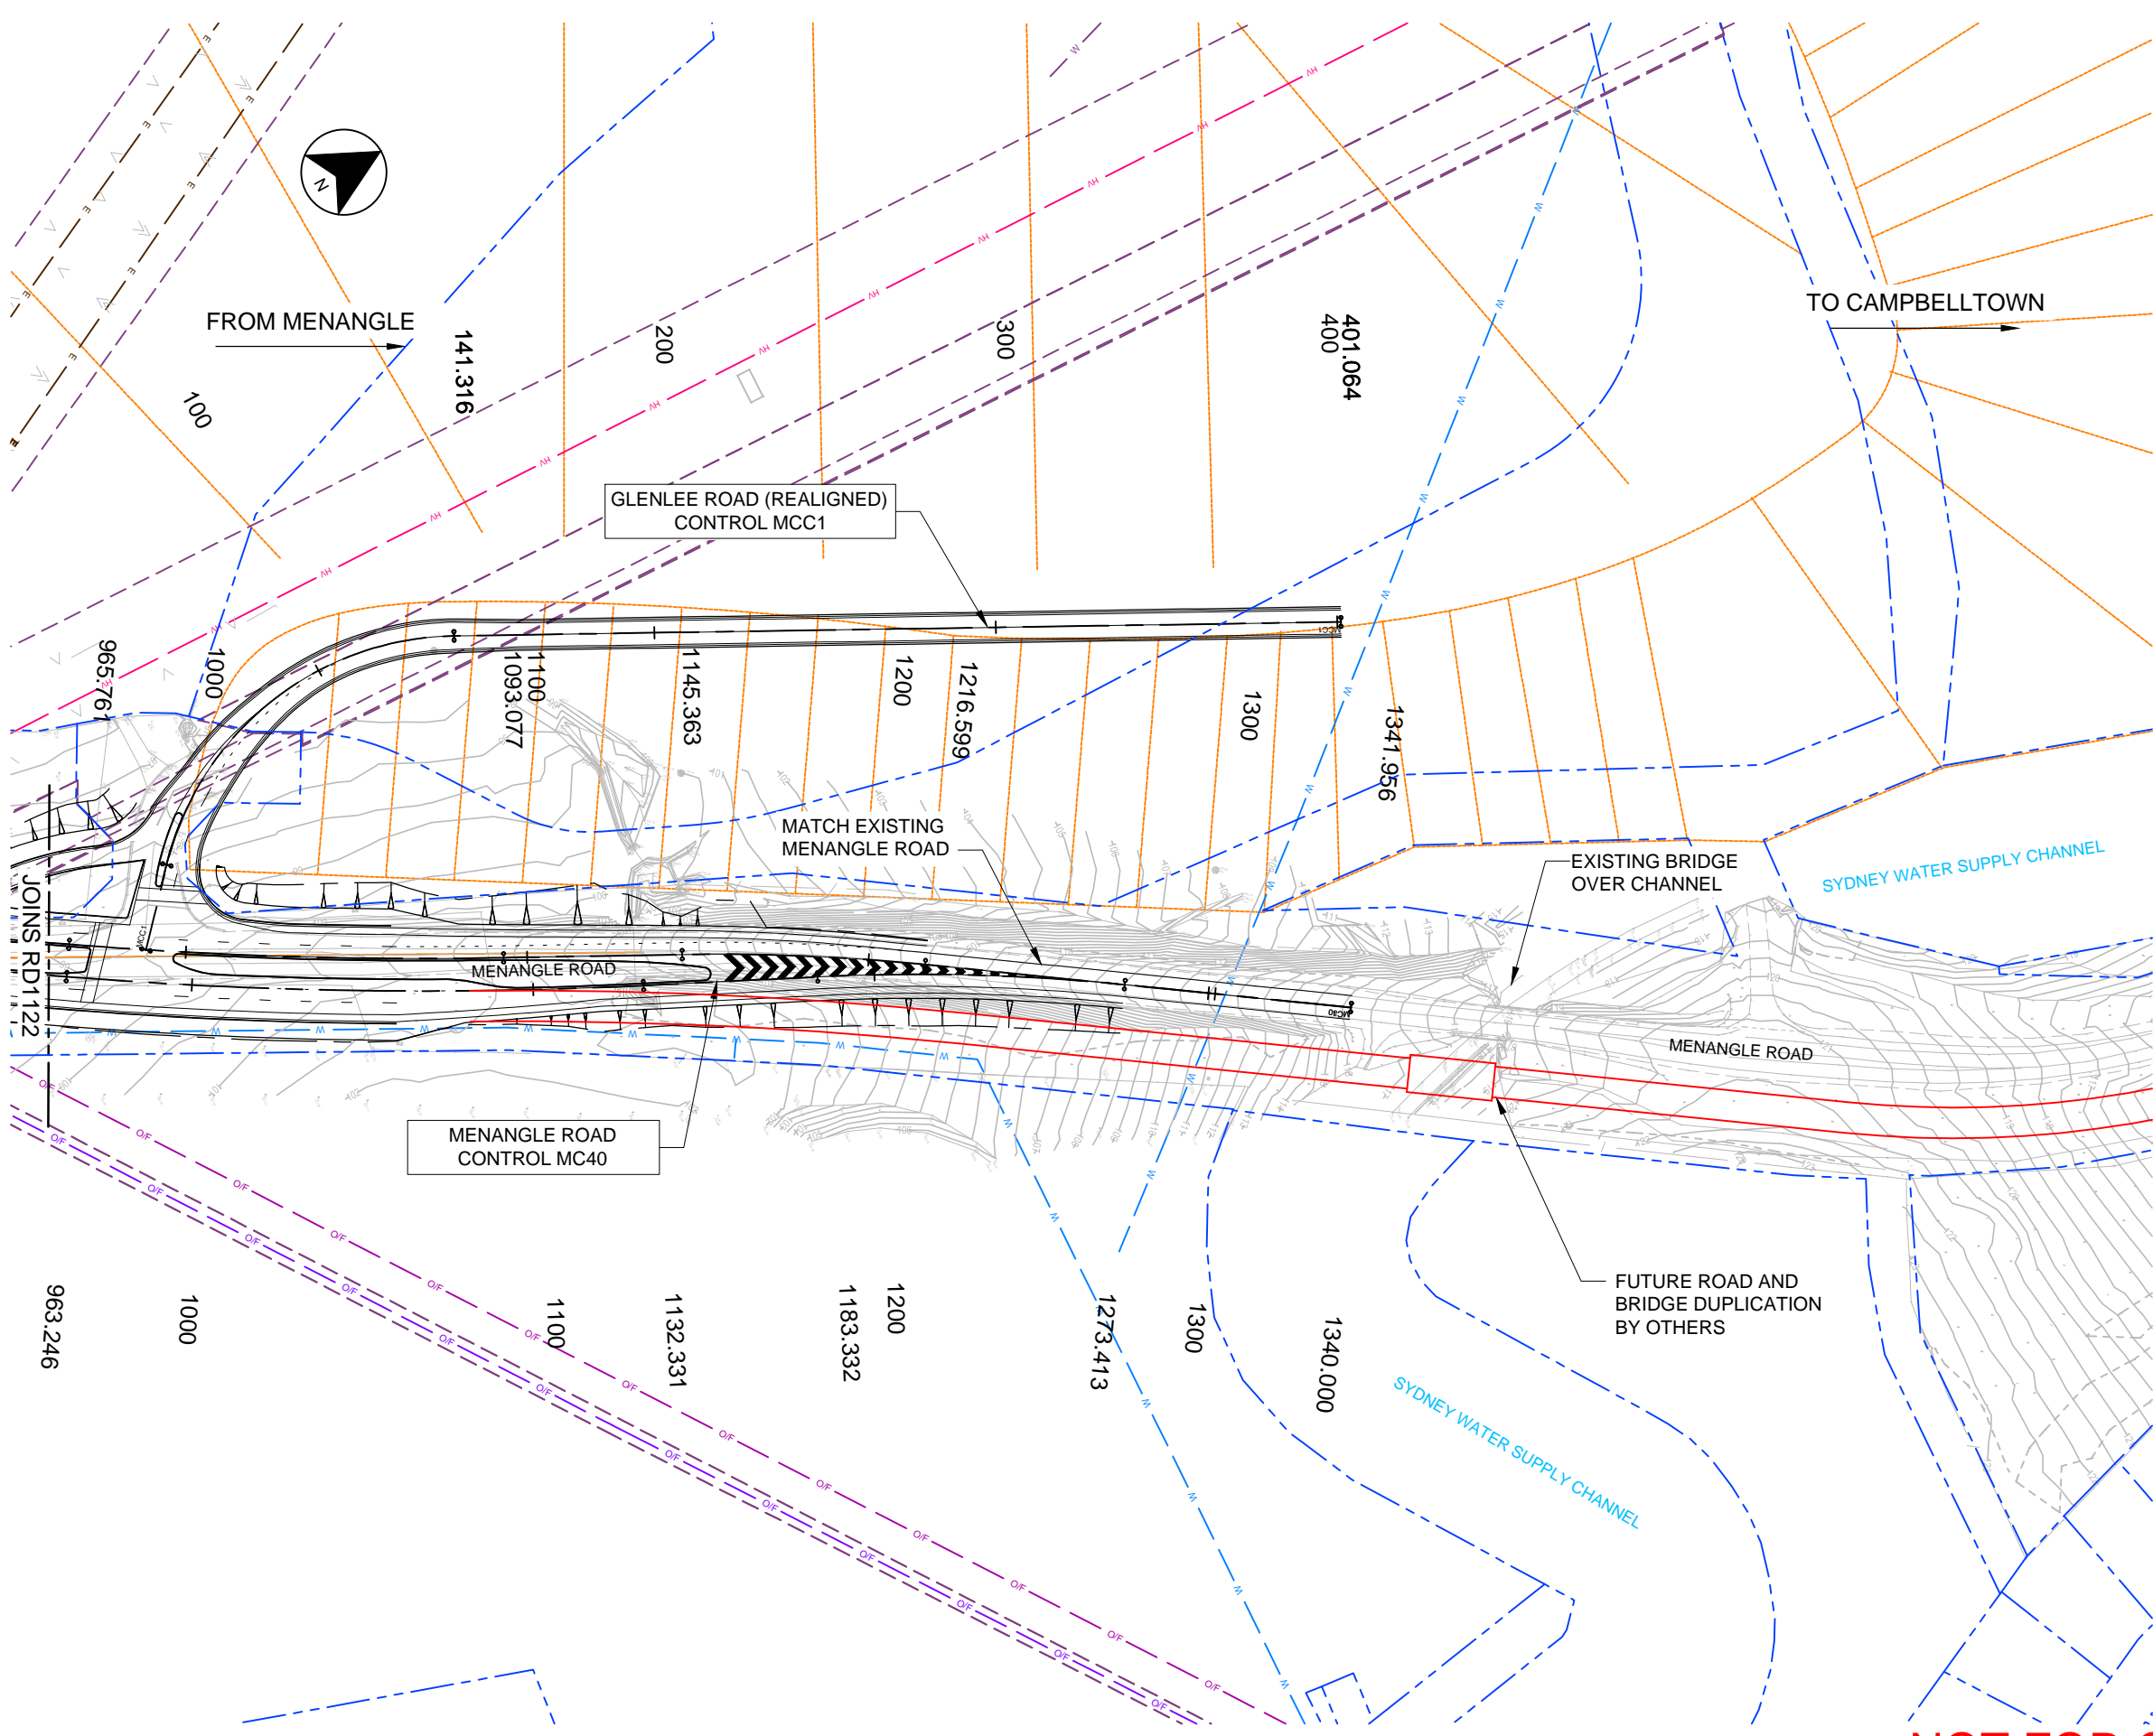 FROM MENANGLE
TO CAMPBELLTOWN
N
W
HV
E
100
141.316
200
300
401.064
400
GLENLEE ROAD (REALIGNED)
CONTROL MCC1
965.761
1000
1100
1093.077
1145.363
1200
1216.599
1300
1341.956
MCC1
MATCH EXISTING
MENANGLE ROAD
EXISTING BRIDGE
OVER CHANNEL
SYDNEY WATER SUPPLY CHANNEL
JOINS RD1122
MCC1
MENANGLE ROAD
MC80
MENANGLE ROAD
MENANGLE ROAD
CONTROL MC40
O/F
FUTURE ROAD AND
BRIDGE DUPLICATION
BY OTHERS
963.246
1000
1100
1132.331
1183.332
1200
1273.413
1300
1340.000
SYDNEY WATER SUPPLY CHANNEL